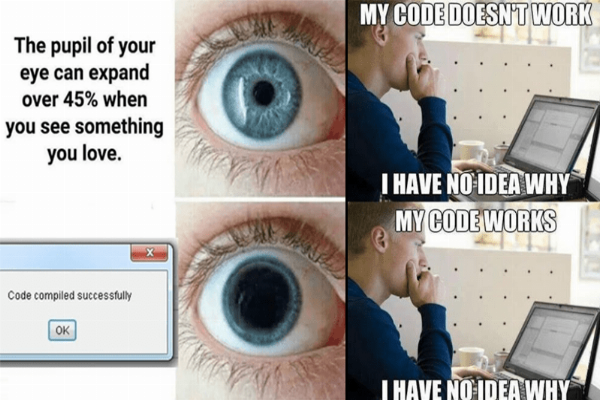 The pupil of your
eye can expand
over 45% when
you see something
you love.
Code compiled successfully
OK
MY CODE DOESN'T WORK
I HAVE NO IDEA WHY
MY CODE WORKS
I HAVE NO IDEA WHY